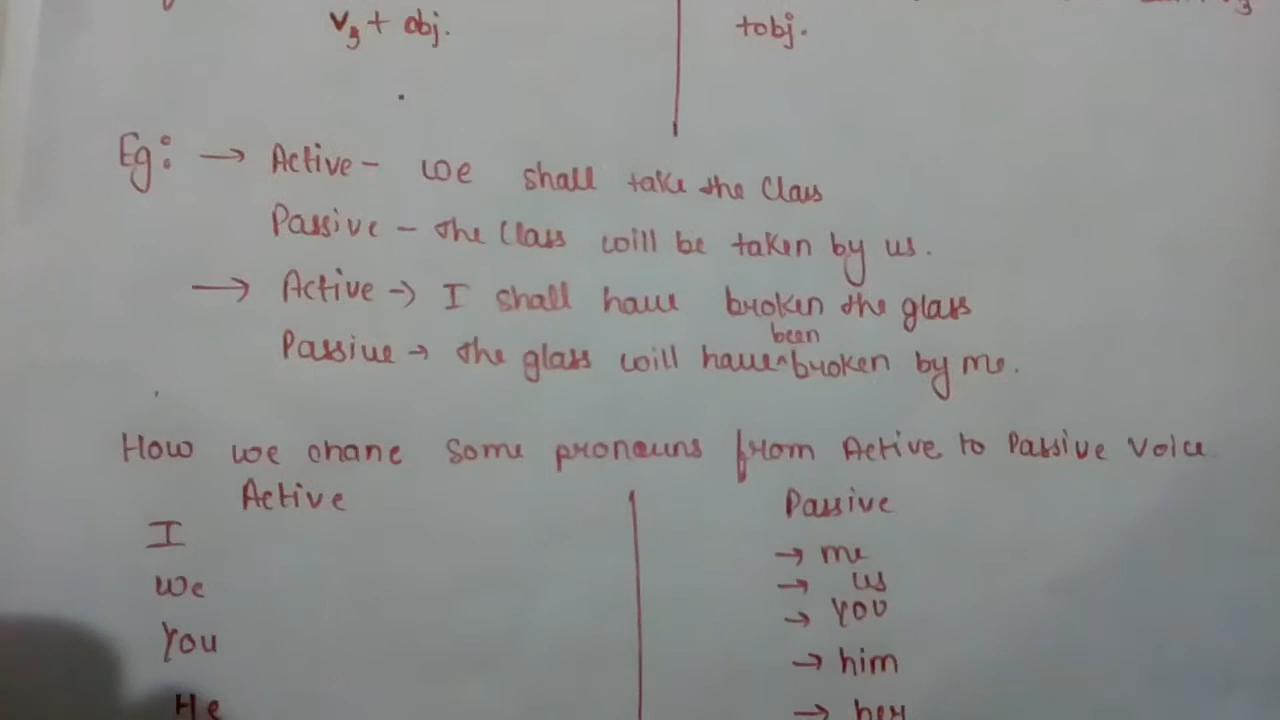 V3 + obj.
+obj.
Eg: → Active - we shall take the Class
Passive - the Class will be taken by us.
→ Active → I shall have broken the glass
been
Passive → the glass will have ^ broken by me.
How we chane some pronouns from Active to Passive Voice
Active
Passive
I
→ me
We
→ us
You
→ YOU
He
→ him
→ her